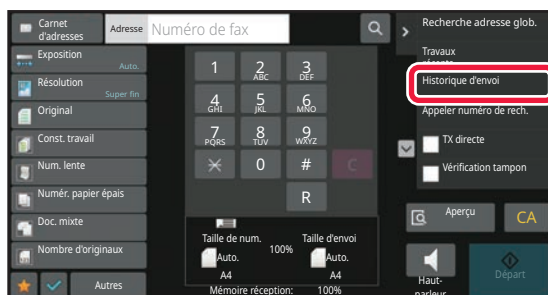 Carnet
d'adresses
Adresse
Numéro de fax
Exposition
Auto.
Résolution
Super fin
Original
Const. travail
Num. lente
Numér. papier
épais
Doc. mixte
Nombre d'originaux
Autres
1
2
ABC
3
DEF
4
GHI
5
JKL
6
MNO
7
PQRS
8
TUV
9
WXYZ
0
#
C
R
Taille de num.
100%
Taille d'envoi
Auto.
A4
Auto.
A4
Mémoire réception: 100%
Recherche adresse glob.
Travaux
Historique d'envoi
Appeler numéro de rech.
TX directe
Vérification tampon
Aperçu
CA
Haut-
parleur
Départ